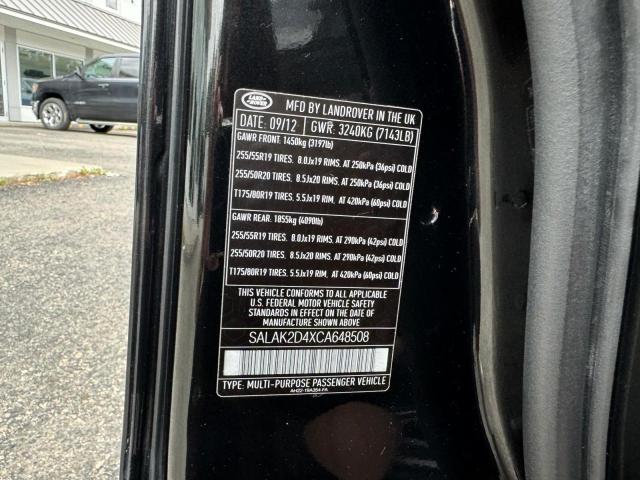 LAND ROVER
MFD BY LANDROVER IN THE UK
DATE: 09/12 GWR: 3240KG (7143LB)
GAWR FRONT: 1450kg (3197lb)
255/55R19 TIRES. 8.0Jx19 RIMS. AT 250kPa (36psi) COLD
255/50R20 TIRES. 8.5Jx20 RIMS. AT 250kPa (36psi) COLD
T175/80R19 TIRES. 5.5Jx19 RIM, AT 420kPa (60psi) COLD
GAWR REAR: 1855kg (4090lb)
255/55R19 TIRES. 8.0Jx19 RIMS. AT 290kPa (42psi) COLD
255/50R20 TIRES. 8.5Jx20 RIMS. AT 290kPa (42psi) COLD
T175/80R19 TIRES. 5.5Jx19 RIM, AT 420kPa (60psi) COLD
THIS VEHICLE CONFORMS TO ALL APPLICABLE
U.S. FEDERAL MOTOR VEHICLE SAFETY
STANDARDS IN EFFECT ON THE DATE OF
MANUFACTURE SHOWN ABOVE
SALAK2D4XCA648508
TYPE: MULTI-PURPOSE PASSENGER VEHICLE
AH22-19A354-FA